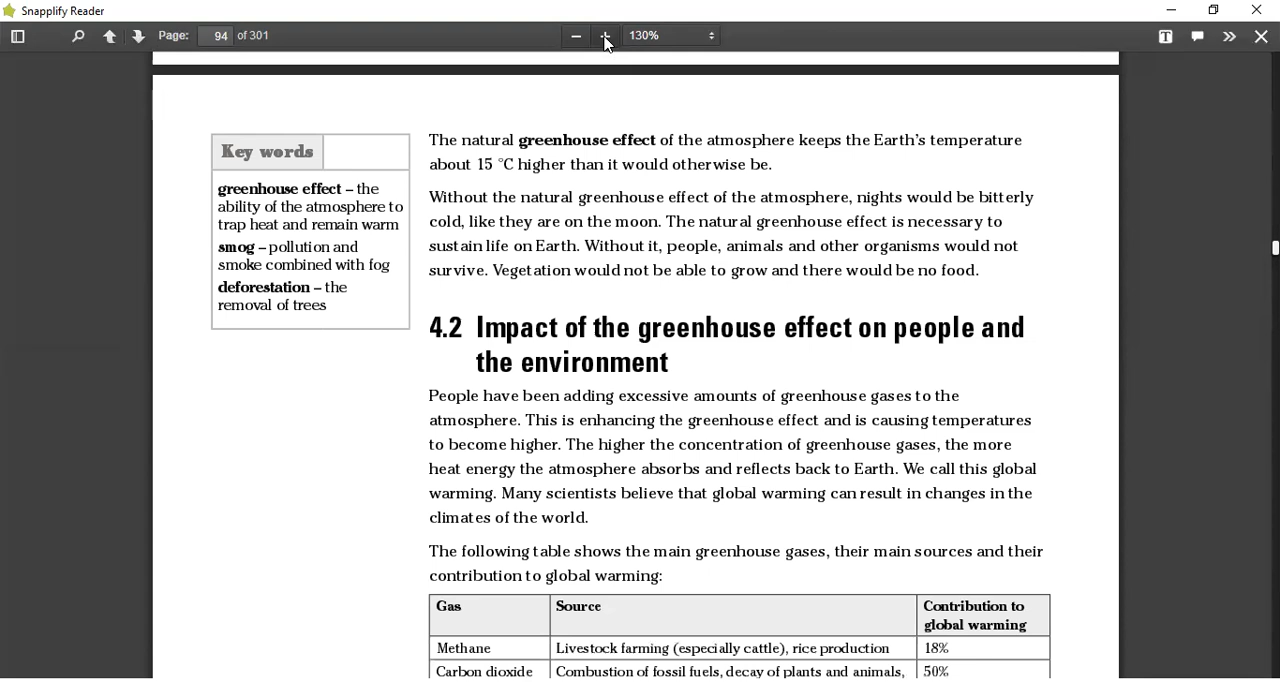 Snapplify Reader
Page: 94 of 301
130%
Key words
greenhouse effect – the
ability of the atmosphere to
trap heat and remain warm
smog – pollution and
smoke combined with fog
deforestation – the
removal of trees
The natural greenhouse effect of the atmosphere keeps the Earth's temperature
about 15 °C higher than it would otherwise be.
Without the natural greenhouse effect of the atmosphere, nights would be bitterly
cold, like they are on the moon. The natural greenhouse effect is necessary to
sustain life on Earth. Without it, people, animals and other organisms would not
survive. Vegetation would not be able to grow and there would be no food.
4.2 Impact of the greenhouse effect on people and
the environment
People have been adding excessive amounts of greenhouse gases to the
atmosphere. This is enhancing the greenhouse effect and is causing temperatures
to become higher. The higher the concentration of greenhouse gases, the more
heat energy the atmosphere absorbs and reflects back to Earth. We call this global
warming. Many scientists believe that global warming can result in changes in the
climates of the world.
The following table shows the main greenhouse gases, their main sources and their
contribution to global warming:
Gas Source Contribution to
global warming
Methane Livestock farming (especially cattle), rice production 18%
Carbon dioxide Combustion of fossil fuels, decay of plants and animals, 50%